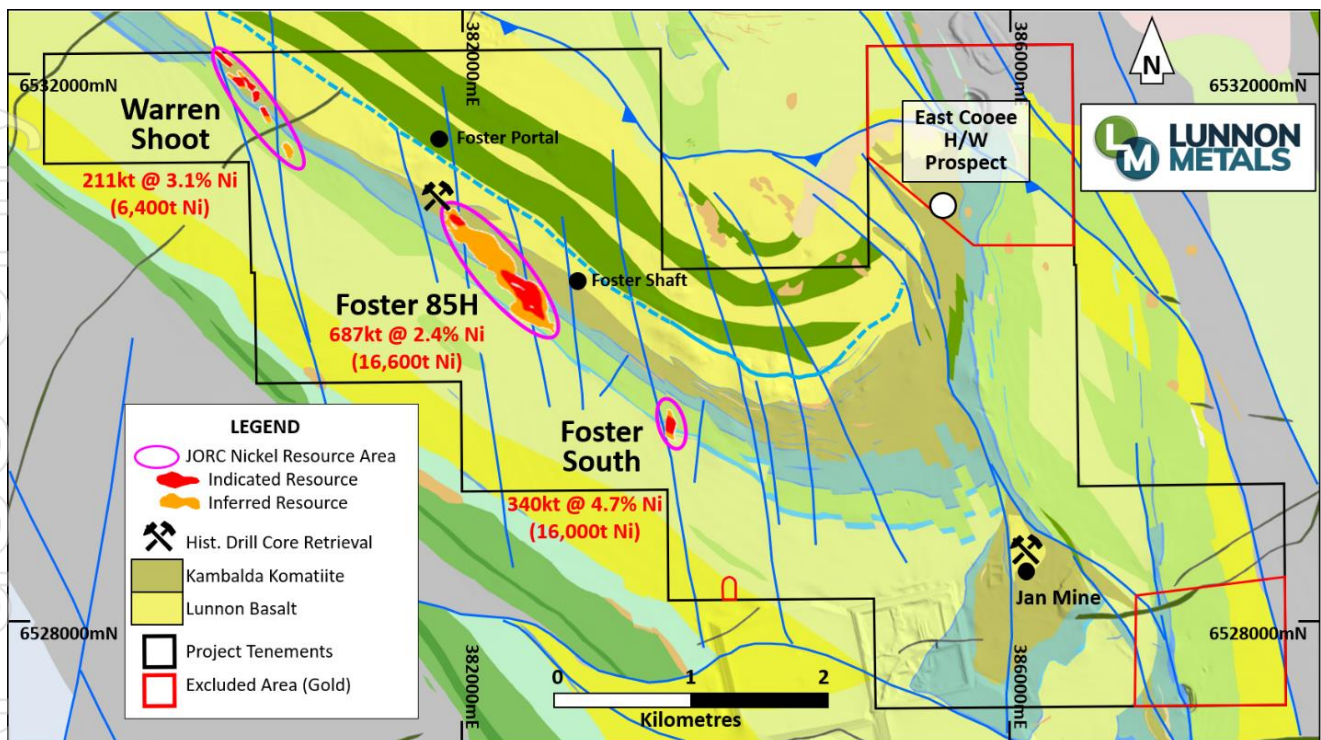 382000mE
386000mE
N
6532000mN
6532000mN
Warren
Shoot
211kt @ 3.1% Ni
(6,400t Ni)
Foster Portal
East Cooee
H/W
Prospect
LM
LUNNON
METALS
Foster Shaft
Foster 85H
687kt @ 2.4% Ni
(16,600t Ni)
Foster
South
340kt @ 4.7% Ni
(16,000t Ni)
LEGEND
JORC Nickel Resource Area
Indicated Resource
Inferred Resource
Hist. Drill Core Retrieval
Kambalda Komatiite
Lunnon Basalt
Project Tenements
Excluded Area (Gold)
Jan Mine
6528000mN
6528000mN
382000mE
386000mE
0 1 2
Kilometres